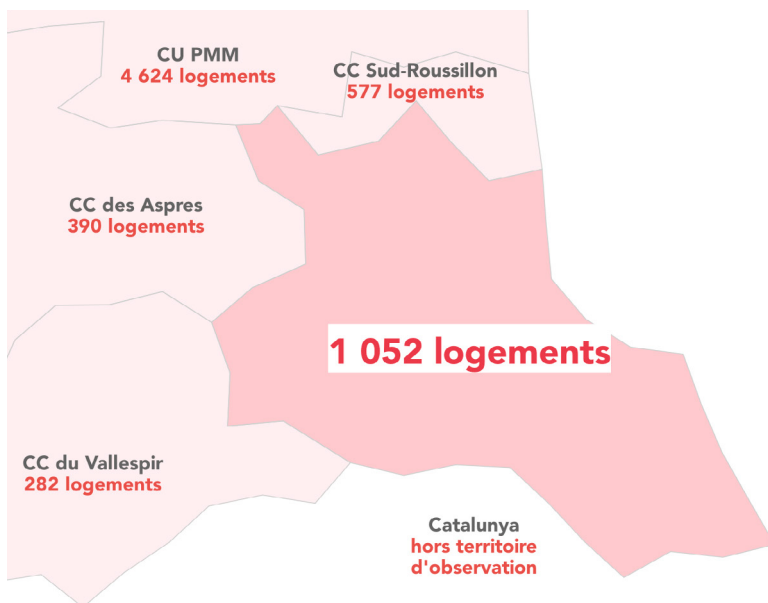 CU PMM
4 624 logements
CC Sud-Roussillon
577 logements
CC des Aspres
390 logements
1 052 logements
CC du Vallespir
282 logements
Catalunya
hors territoire
d'observation